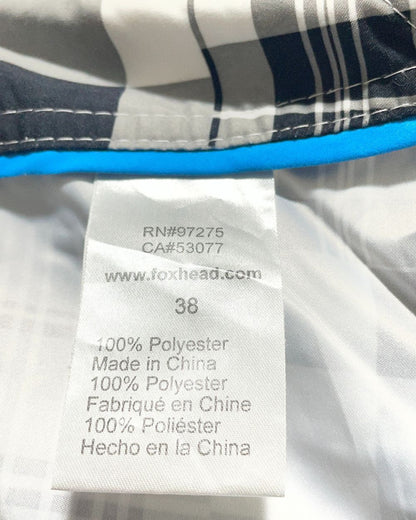 RN#97275
CA#53077
www.foxhead.com
38
100% Polyester
Made in China
100% Polyester
Fabriqué en Chine
100% Poliéster
Hecho en la China